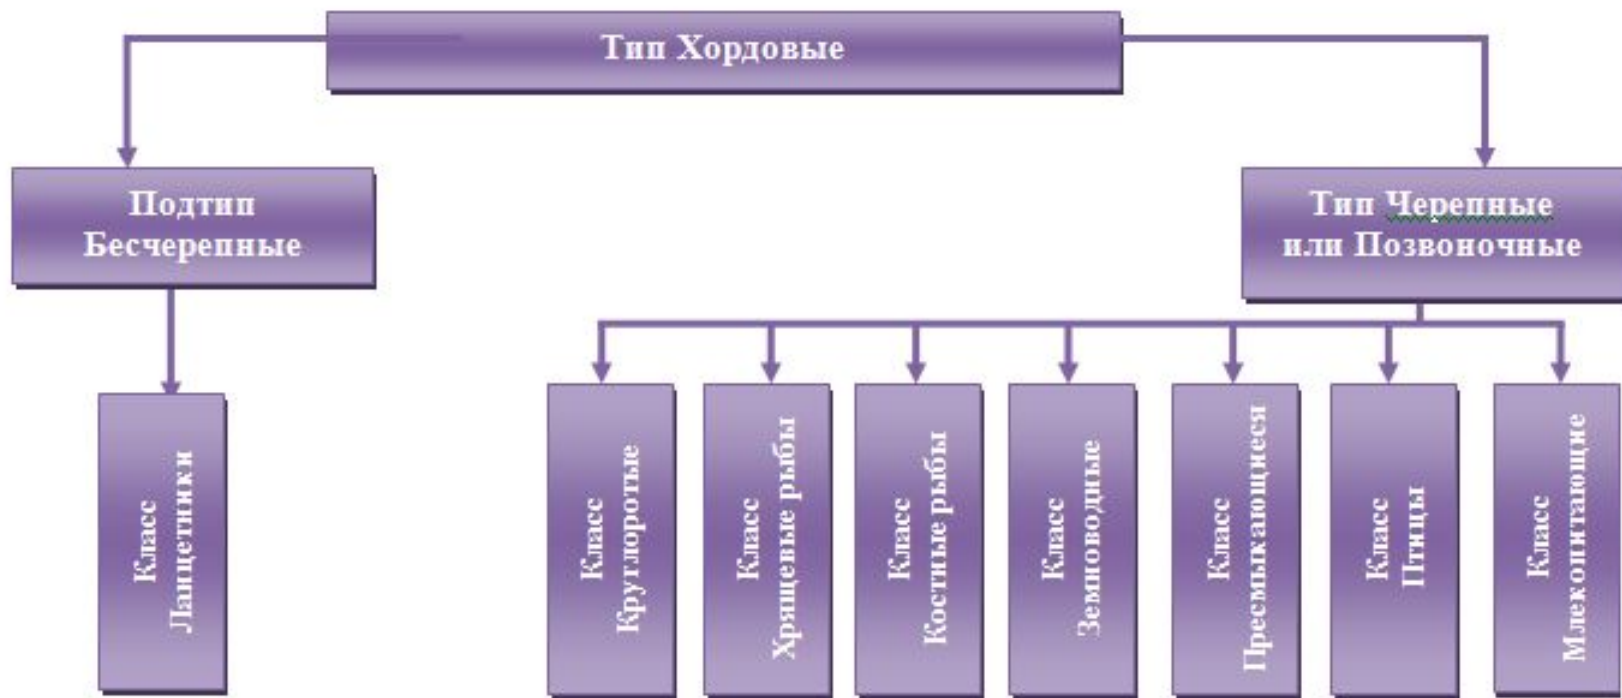 Тип Хордовые
Подтип
Бесчерепные
Тип Черепные
или Позвоночные
Класс
Ланцетники
Класс
Круглоротые
Класс
Хрящевые рыбы
Класс
Костные рыбы
Класс
Земноводные
Класс
Пресмыкающиеся
Класс
Птицы
Класс
Млекопитающие